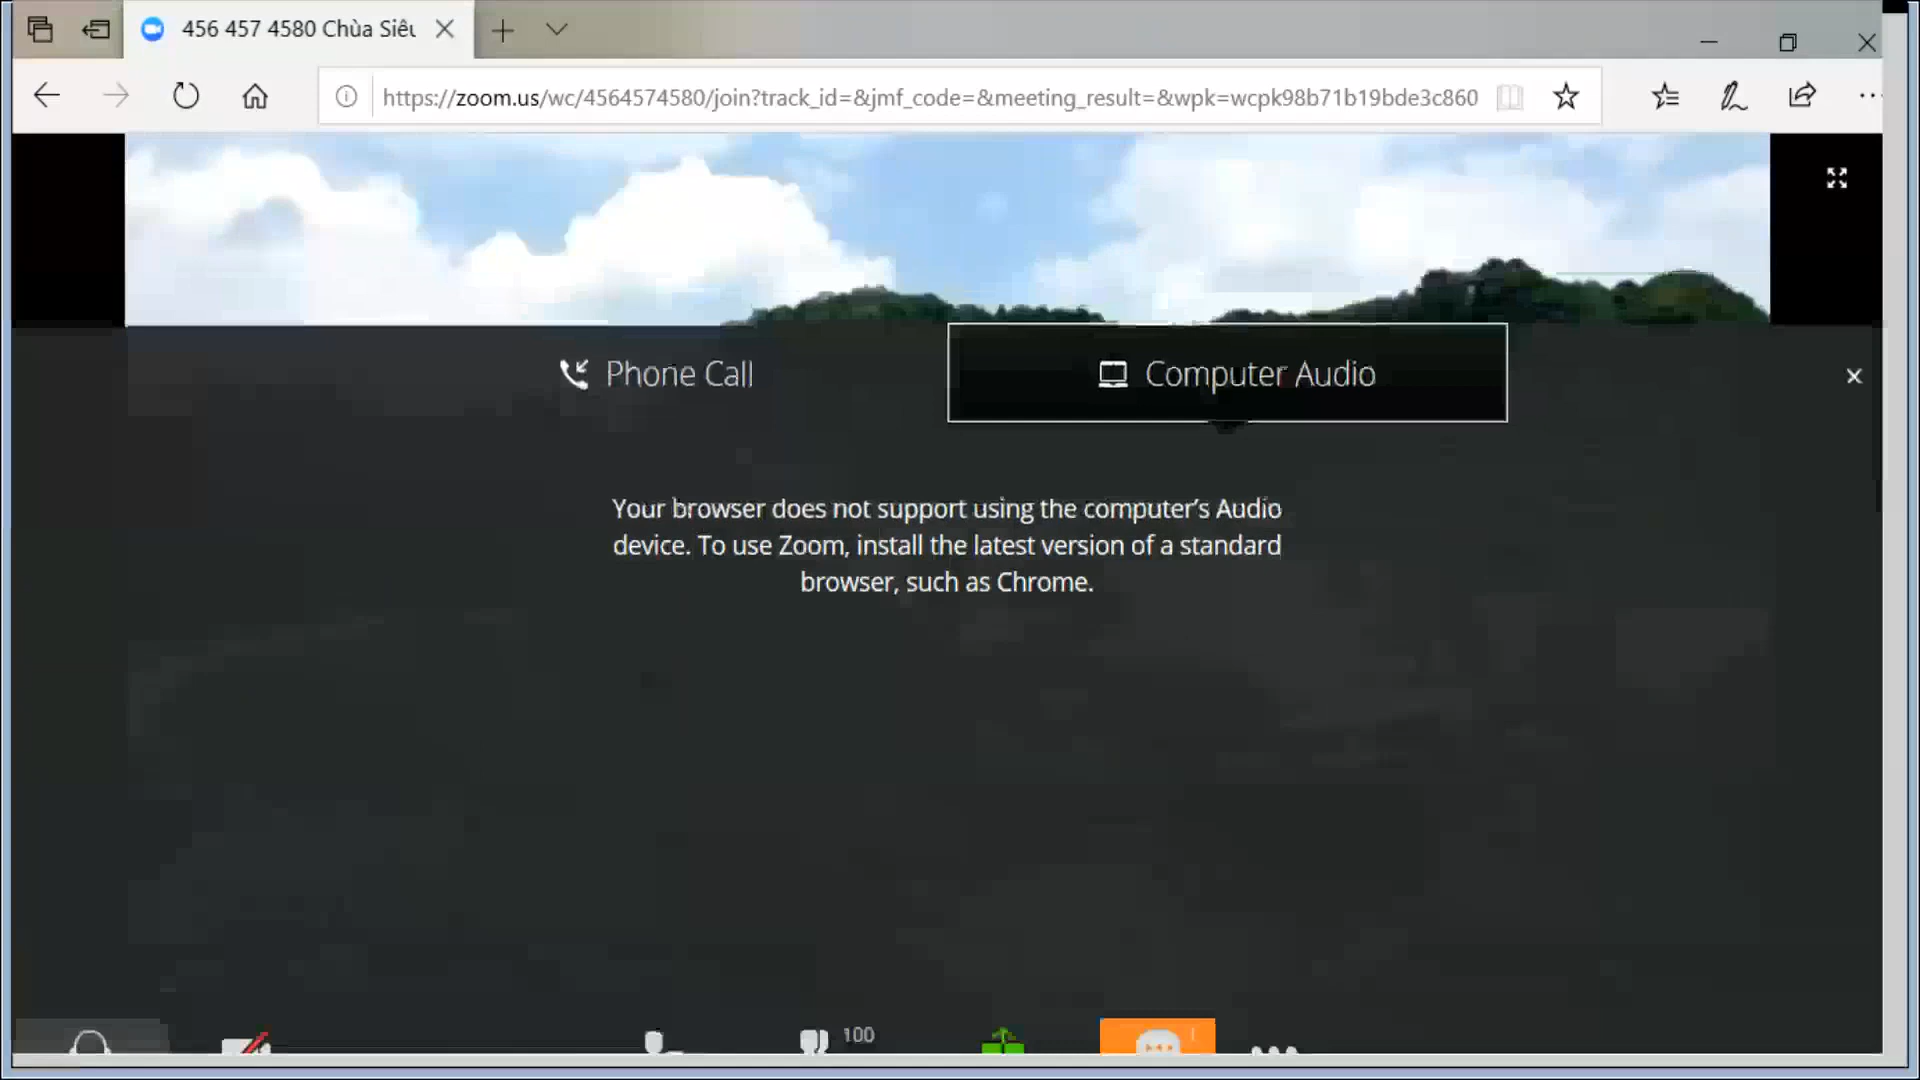 456 457 4580 Chùa Siêu
https://zoom.us/wc/4564574580/join?track_id=&jmf_code=&meeting_result=&wpk=wcpk98b71b19bde3c860
Phone Call
Computer Audio
Your browser does not support using the computer’s Audio
device. To use Zoom, install the latest version of a standard
browser, such as Chrome.
100
1